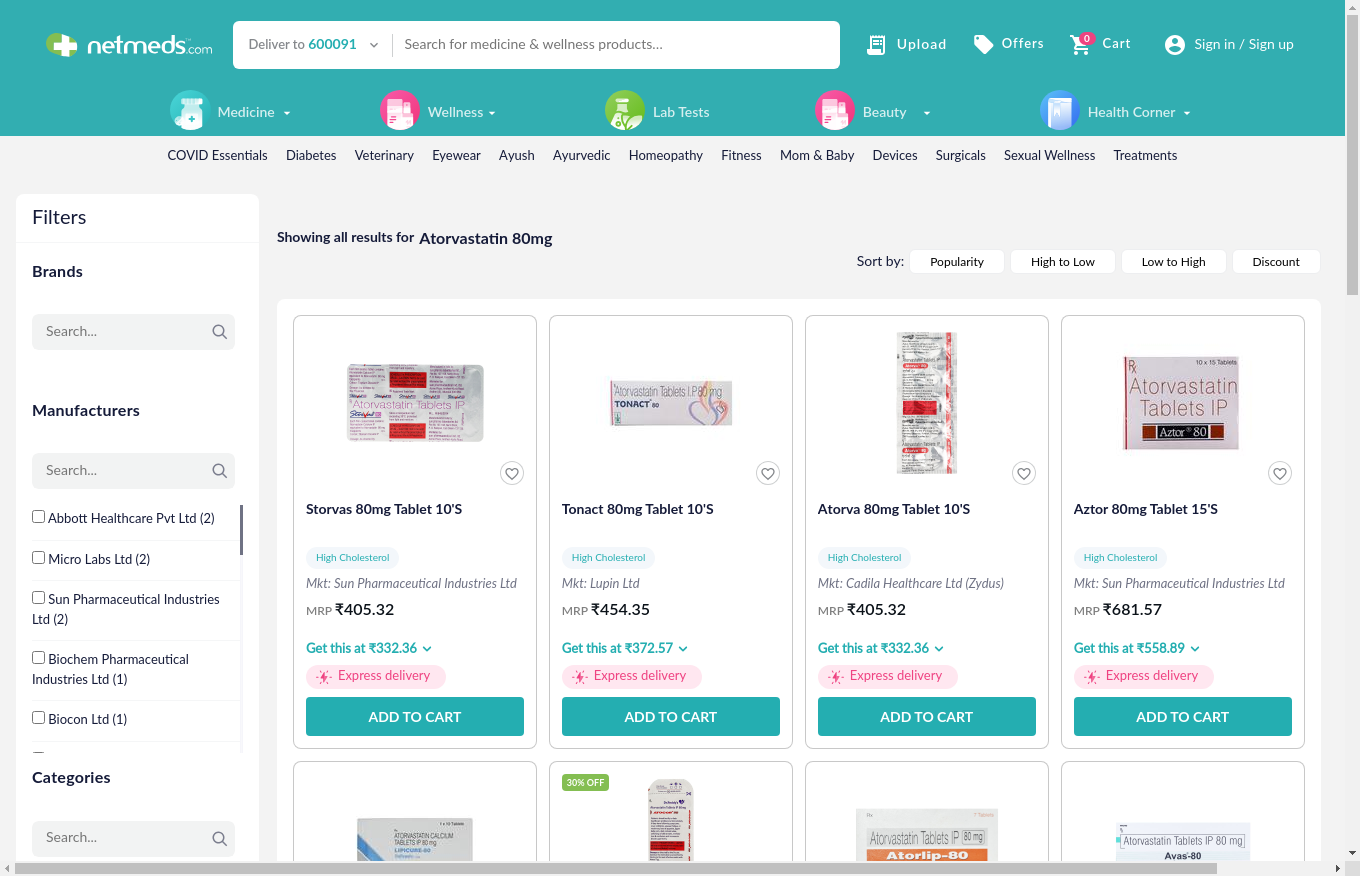 netmeds.com
Deliver to 600091
Search for medicine & wellness products...
Upload
Offers
0
Cart
Sign in / Sign up
Medicine
Wellness
Lab Tests
Beauty
Health Corner
COVID Essentials Diabetes Veterinary Eyewear Ayush Ayurvedic Homeopathy Fitness Mom & Baby Devices Surgicals Sexual Wellness Treatments
Filters
Brands
Search...
Manufacturers
Search...
Abbott Healthcare Pvt Ltd (2)
Micro Labs Ltd (2)
Sun Pharmaceutical Industries
Ltd (2)
Biochem Pharmaceutical
Industries Ltd (1)
Biocon Ltd (1)
Categories
Search...
Showing all results for Atorvastatin 80mg
Sort by: Popularity High to Low Low to High Discount
Atorvastatin Tablets IP
Storvas 80mg Tablet 10'S
High Cholesterol
Mkt: Sun Pharmaceutical Industries Ltd
MRP ₹405.32
Get this at ₹332.36
Express delivery
ADD TO CART
Atorvastatin Tablets I.P. 80 mg
TONACT 80
Tonact 80mg Tablet 10'S
High Cholesterol
Mkt: Lupin Ltd
MRP ₹454.35
Get this at ₹372.57
Express delivery
ADD TO CART
Atorva 80mg Tablet 10'S
High Cholesterol
Mkt: Cadila Healthcare Ltd (Zydus)
MRP ₹405.32
Get this at ₹332.36
Express delivery
ADD TO CART
Rx
10 x 15 Tablets
Atorvastatin
Tablets IP
Aztor® 80
Aztor 80mg Tablet 15'S
High Cholesterol
Mkt: Sun Pharmaceutical Industries Ltd
MRP ₹681.57
Get this at ₹558.89
Express delivery
ADD TO CART
ATORVASTATIN CALCIUM
TABLETS IP 80 mg
LIPICURE-80
30% OFF
Atorvastatin Tablets IP 80 mg
Atorlip-80
Atorvastatin Tablets IP 80 mg
Avas-80